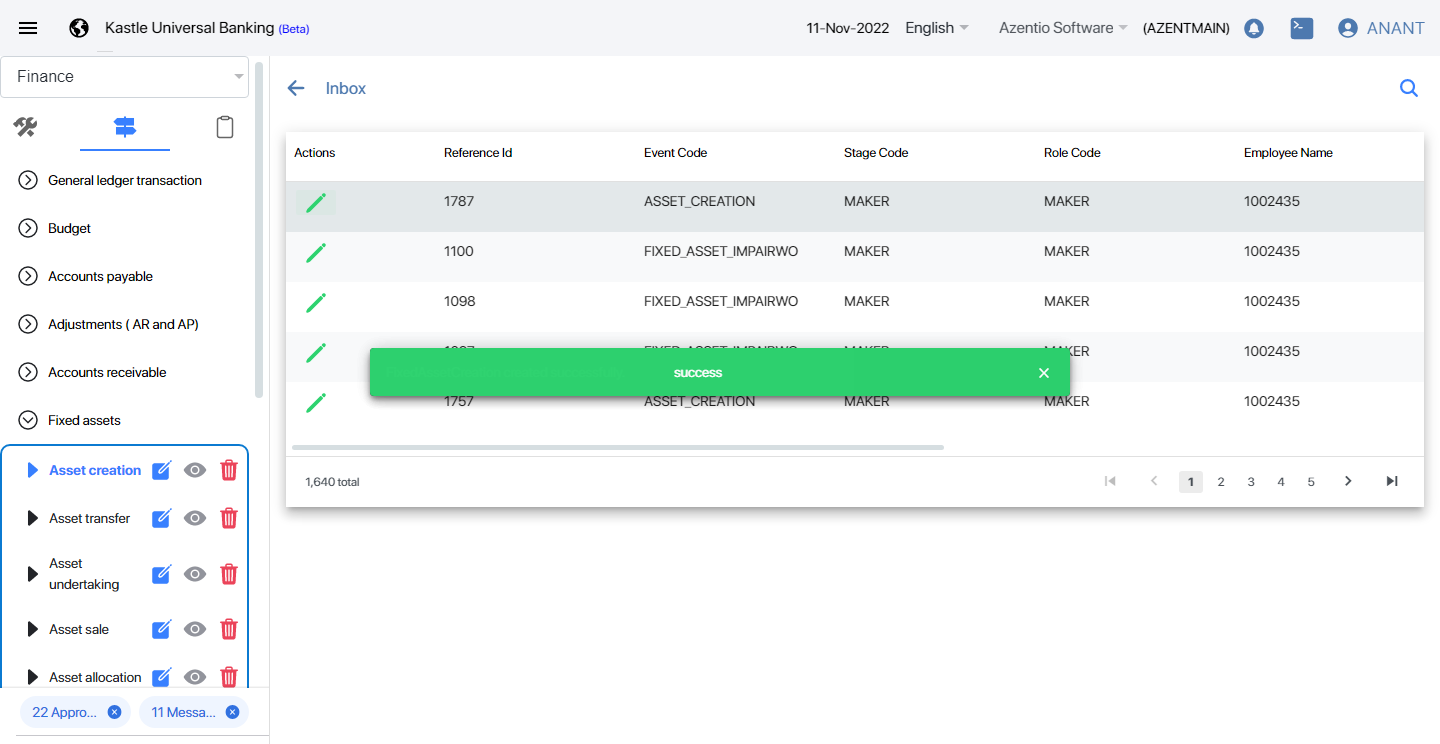 Kastle Universal Banking (Beta)
11-Nov-2022
English
Azentio Software
(AZENTMAIN)
ANANT
Finance
General ledger transaction
Budget
Accounts payable
Adjustments ( AR and AP)
Accounts receivable
Fixed assets
Asset creation
Asset transfer
Asset
undertaking
Asset sale
Asset allocation
22 Appro...
11 Messa...
Inbox
Actions Reference Id Event Code Stage Code Role Code Employee Name
1787 ASSET_CREATION MAKER MAKER 1002435
1100 FIXED_ASSET_IMPAIRWO MAKER MAKER 1002435
1098 FIXED_ASSET_IMPAIRWO MAKER MAKER 1002435
FIXED_ASSET_IMPAIRWO MAKER MAKER 1002435
success
1757 ASSET_CREATION MAKER MAKER 1002435
1,640 total
1 2 3 4 5